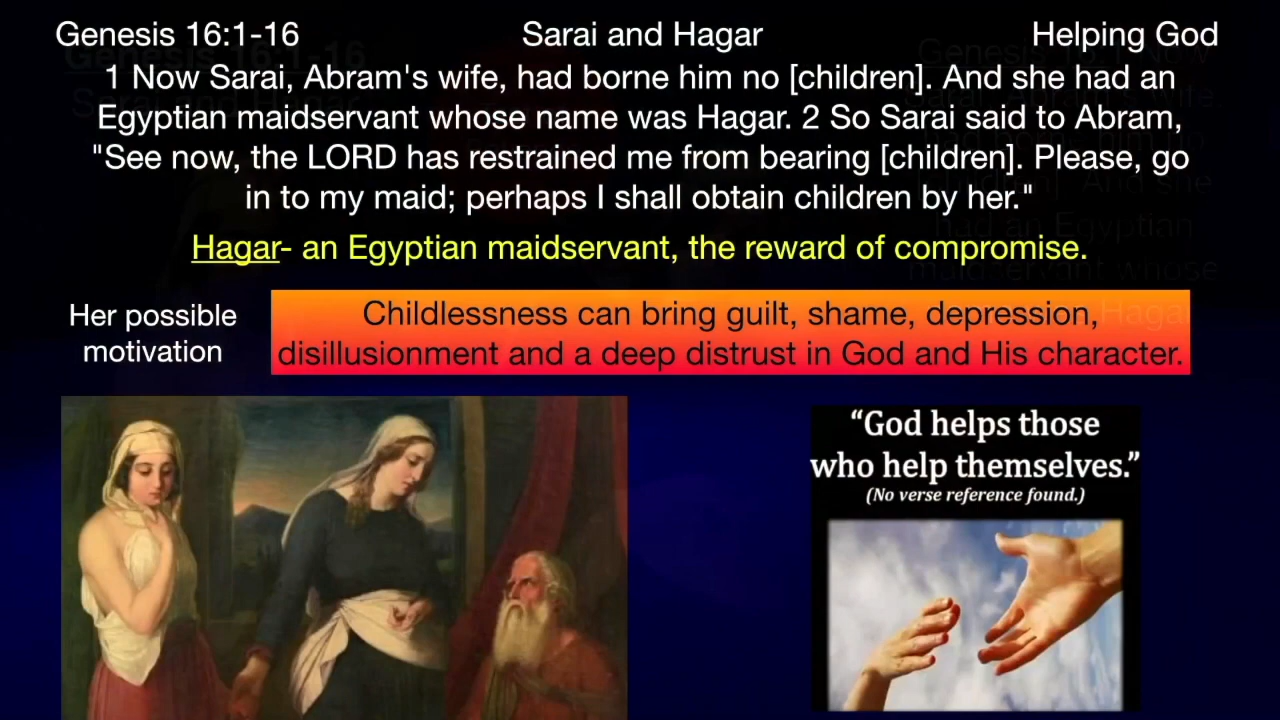 Genesis 16:1-16 Sarai and Hagar Helping God
1 Now Sarai, Abram's wife, had borne him no [children]. And she had an
Egyptian maidservant whose name was Hagar. 2 So Sarai said to Abram,
"See now, the LORD has restrained me from bearing [children]. Please, go
in to my maid; perhaps I shall obtain children by her."
Hagar- an Egyptian maidservant, the reward of compromise.
Her possible
motivation
Childlessness can bring guilt, shame, depression,
disillusionment and a deep distrust in God and His character.
“God helps those
who help themselves.”
(No verse reference found.)